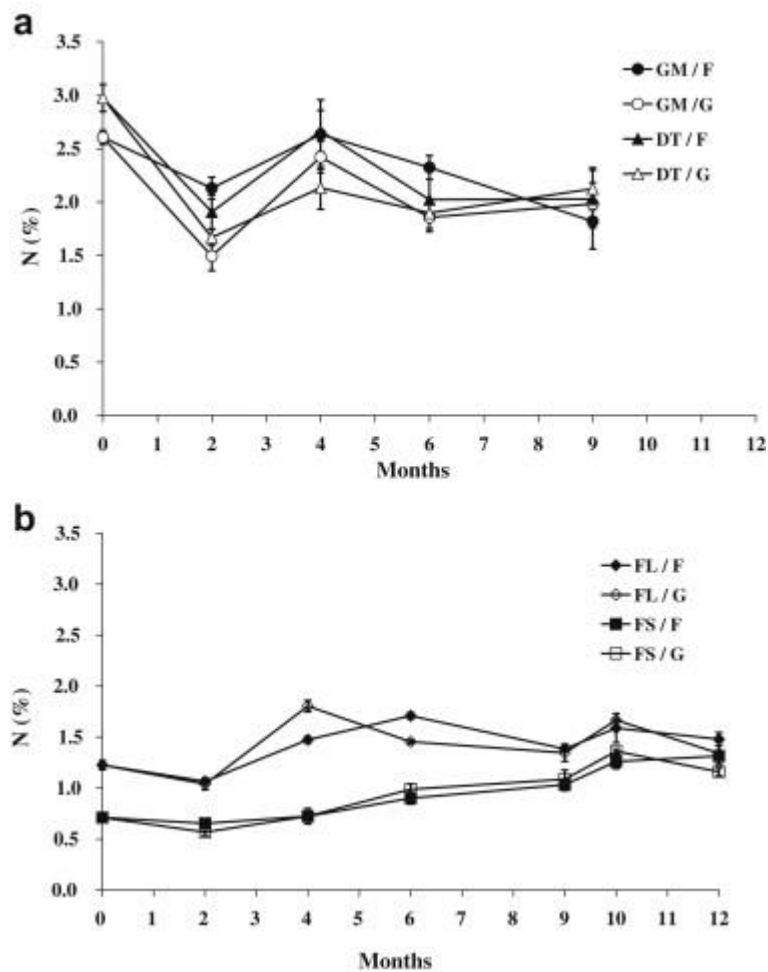 a
3.5
3.0
2.5
2.0
1.5
1.0
0.5
0.0
N (%)
0 1 2 3 4 5 6 7 8 9 10 11 12
Months
GM / F
GM /G
DT / F
DT / G
b
3.5
3.0
2.5
2.0
1.5
1.0
0.5
0.0
N (%)
0 1 2 3 4 5 6 7 8 9 10 11 12
Months
FL / F
FL / G
FS / F
FS / G